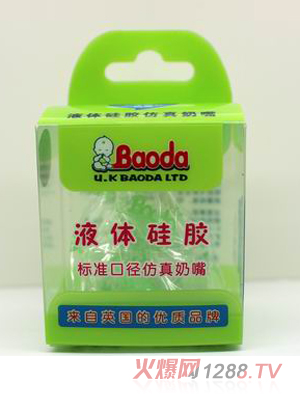 液体硅胶仿真奶嘴
Baoda
U.K BAODA LTD
液体硅胶
标准口径仿真奶嘴
来自英国的优质品牌
火爆网1288.TV